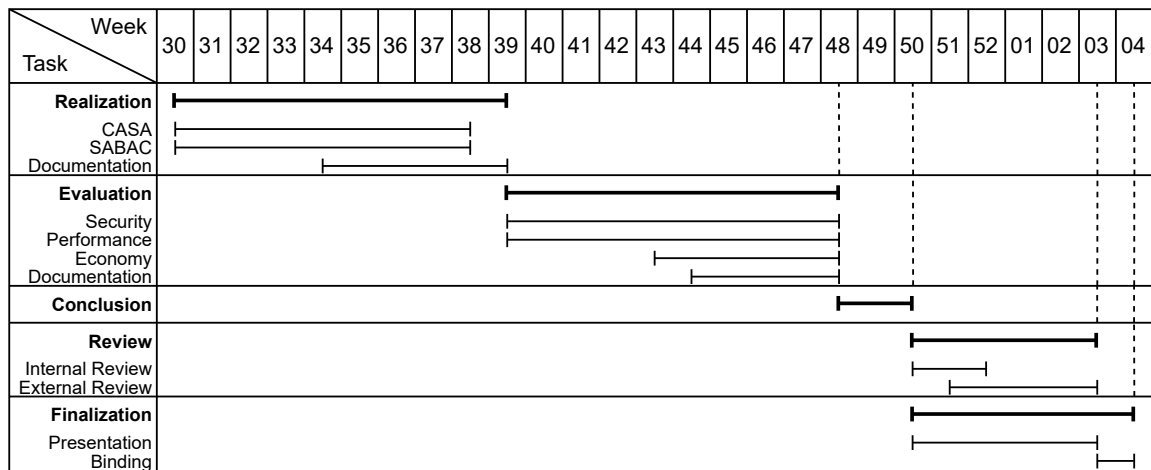 Week
Task
30 31 32 33 34 35 36 37 38 39 40 41 42 43 44 45 46 47 48 49 50 51 52 01 02 03 04
Realization
CASA
SABAC
Documentation
Evaluation
Security
Performance
Economy
Documentation
Conclusion
Review
Internal Review
External Review
Finalization
Presentation
Binding